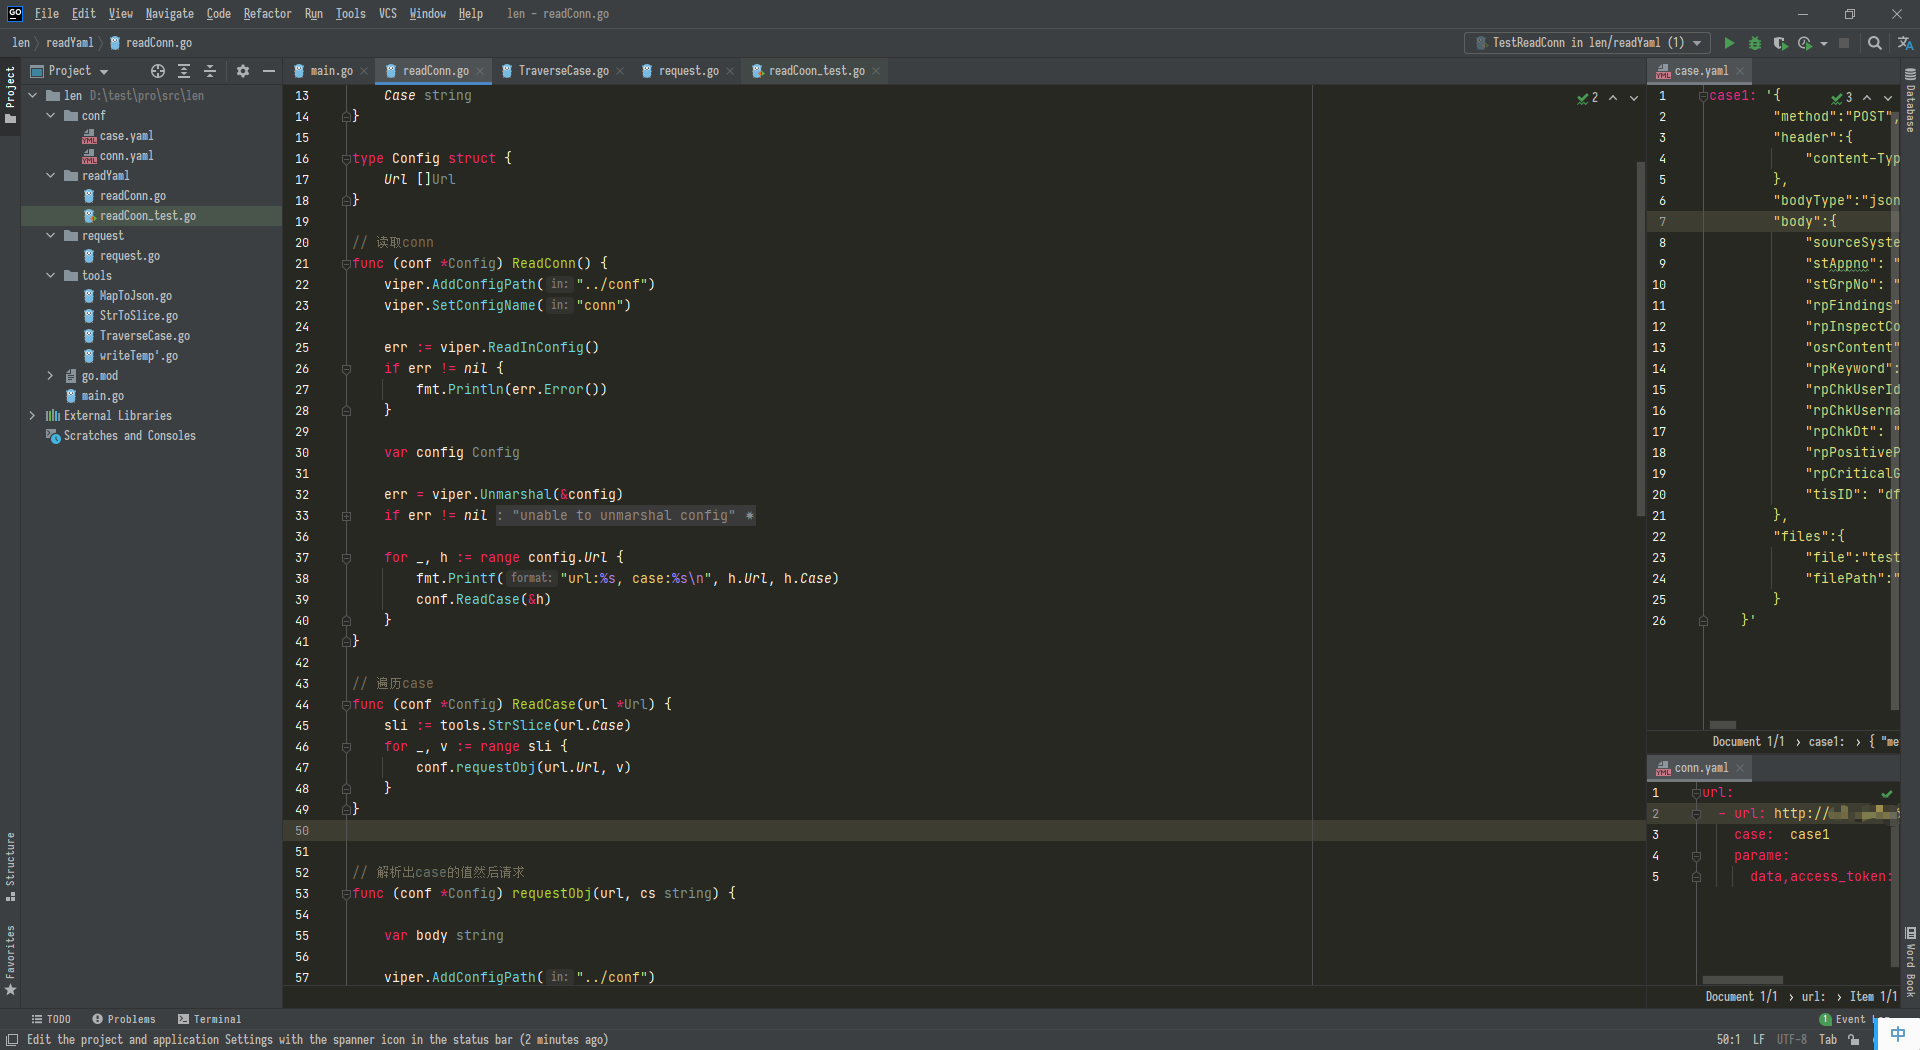 File Edit View Navigate Code Refactor Run Tools VCS Window Help len - readConn.go
len readYaml readConn.go
TestReadConn in len/readYaml (1)
Project
len D:\test\pro\src\len
conf
case.yaml
conn.yaml
readYaml
readConn.go
readCoon_test.go
request
request.go
tools
MapToJson.go
StrToSlice.go
TraverseCase.go
writeTemp'.go
go.mod
main.go
External Libraries
Scratches and Consoles
Project
Structure
Favorites
main.go readConn.go TraverseCase.go request.go readCoon_test.go
2
13 Case string
14 }
15
16 type Config struct {
17 Url []Url
18 }
19
20 // 读取conn
21 func (conf *Config) ReadConn() {
22 viper.AddConfigPath( in: "../conf")
23 viper.SetConfigName( in: "conn")
24
25 err := viper.ReadInConfig()
26 if err != nil {
27 fmt.Println(err.Error())
28 }
29
30 var config Config
31
32 err = viper.Unmarshal(&config)
33 if err != nil : "unable to unmarshal config" *
36
37 for _, h := range config.Url {
38 fmt.Printf( format: "url:%s, case:%s\n", h.Url, h.Case)
39 conf.ReadCase(&h)
40 }
41 }
42
43 // 遍历case
44 func (conf *Config) ReadCase(url *Url) {
45 sli := tools.StrSlice(url.Case)
46 for _, v := range sli {
47 conf.requestObj(url.Url, v)
48 }
49 }
50
51
52 // 解析出case的值然后请求
53 func (conf *Config) requestObj(url, cs string) {
54
55 var body string
56
57 viper.AddConfigPath( in: "../conf")
case.yaml
3
1 case1: '{
2 "method":"POST",
3 "header":{
4 "content-Typ
5 },
6 "bodyType":"json
7 "body":{
8 "sourceSyste
9 "stAppno": "
10 "stGrpNo": "
11 "rpFindings"
12 "rpInspectCo
13 "osrContent"
14 "rpKeyword":
15 "rpChkUserId
16 "rpChkUserna
17 "rpChkDt": "
18 "rpPositiveP
19 "rpCriticalG
20 "tisID": "df
21 },
22 "files":{
23 "file":"test
24 "filePath":"
25 }
26 }'
Document 1/1 › case1: › { "me
conn.yaml
1 url:
2 - url: http://
3 case: case1
4 parame:
5 data,access_token:
Document 1/1 › url: › Item 1/1
Database
Word Book
TODO Problems Terminal
1 Event
Edit the project and application Settings with the spanner icon in the status bar (2 minutes ago)
50:1 LF UTF-8 Tab
中